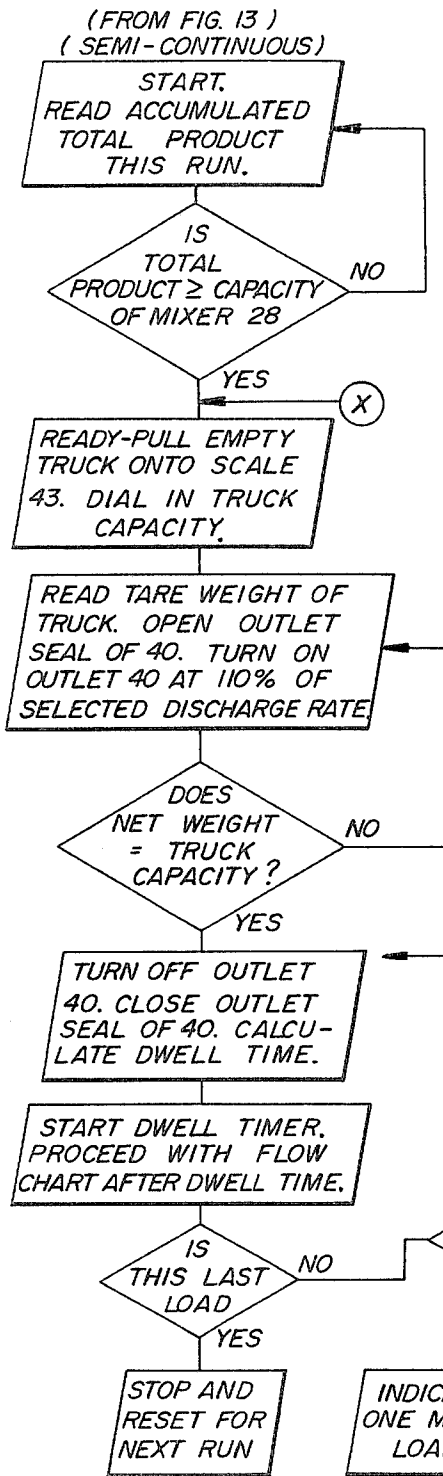 (FROM FIG. 13)
(SEMI-CONTINUOUS)
START.
READ ACCUMULATED
TOTAL PRODUCT
THIS RUN.
IS
TOTAL
PRODUCT ≥ CAPACITY
OF MIXER 28
NO
YES
X
READY-PULL EMPTY
TRUCK ONTO SCALE
43. DIAL IN TRUCK
CAPACITY.
READ TARE WEIGHT OF
TRUCK. OPEN OUTLET
SEAL OF 40. TURN ON
OUTLET 40 AT 110% OF
SELECTED DISCHARGE RATE.
DOES
NET WEIGHT
= TRUCK
CAPACITY?
NO
YES
TURN OFF OUTLET
40. CLOSE OUTLET
SEAL OF 40. CALCU-
LATE DWELL TIME.
START DWELL TIMER.
PROCEED WITH FLOW
CHART AFTER DWELL TIME.
IS
THIS LAST
LOAD
NO
YES
STOP AND
RESET FOR
NEXT RUN
ONE